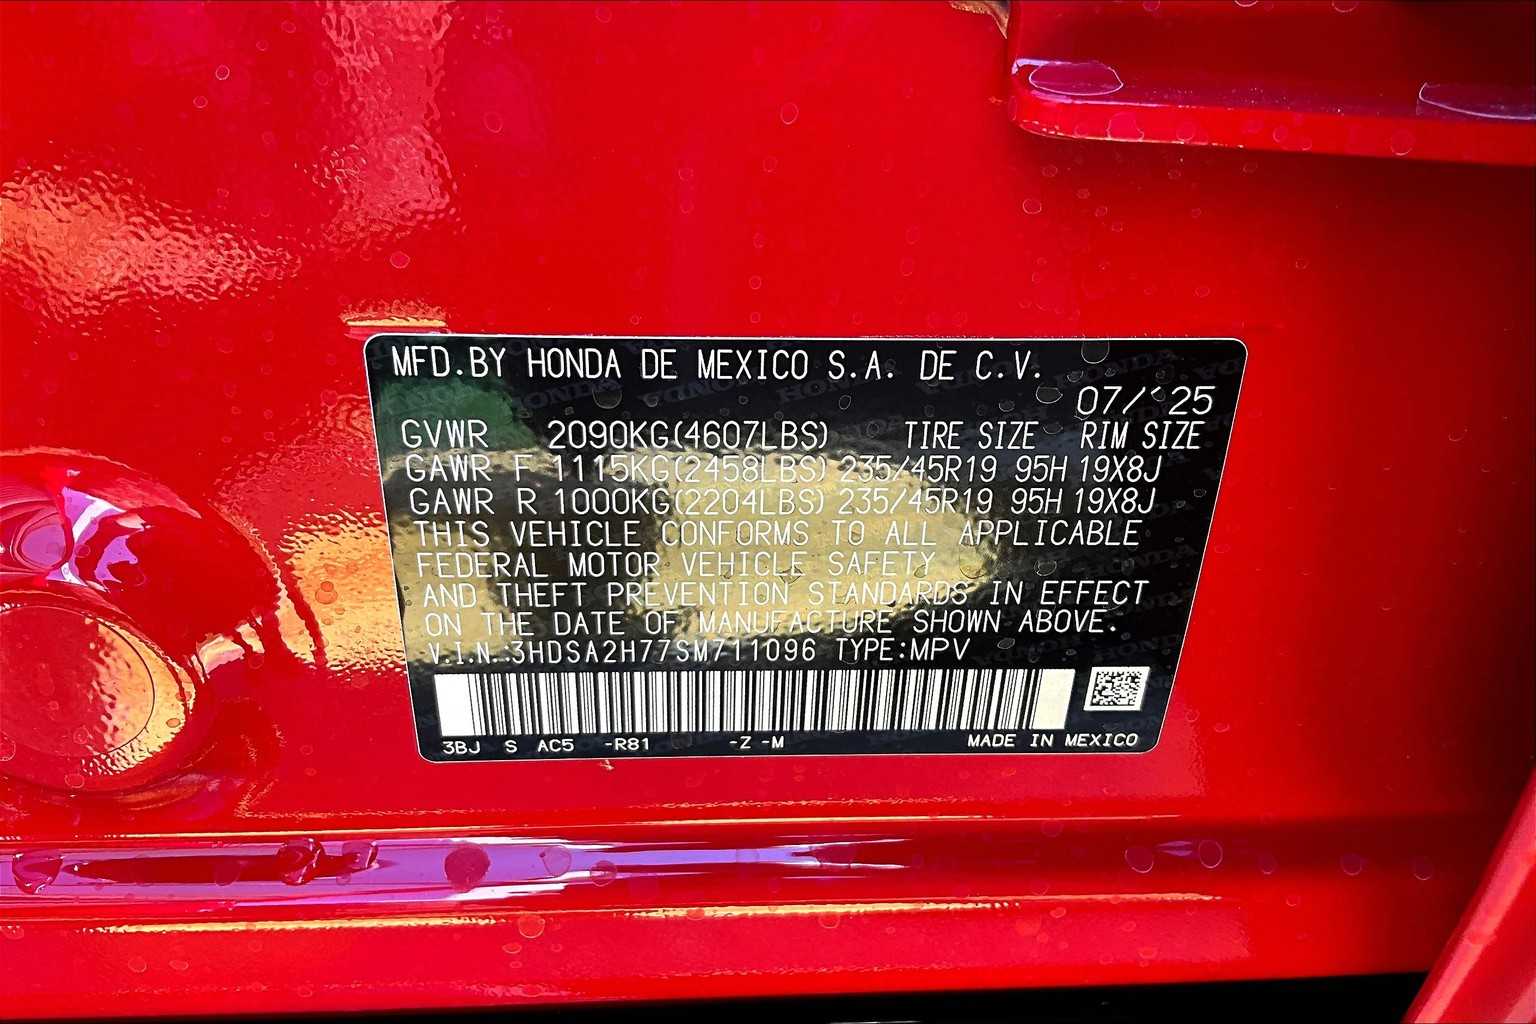 MFD.BY HONDA DE MEXICO S.A. DE C.V.
07/'25
GVWR 2090KG(4607LBS) TIRE SIZE RIM SIZE
GAWR F 1115KG(2458LBS) 235/45R19 95H 19X8J
GAWR R 1000KG(2204LBS) 235/45R19 95H 19X8J
THIS VEHICLE CONFORMS TO ALL APPLICABLE
FEDERAL MOTOR VEHICLE SAFETY
AND THEFT PREVENTION STANDARDS IN EFFECT
ON THE DATE OF MANUFACTURE SHOWN ABOVE.
V.I.N.:3HDSA2H77SM711096 TYPE:MPV
3BJ S AC5 -R81 -Z -M MADE IN MEXICO